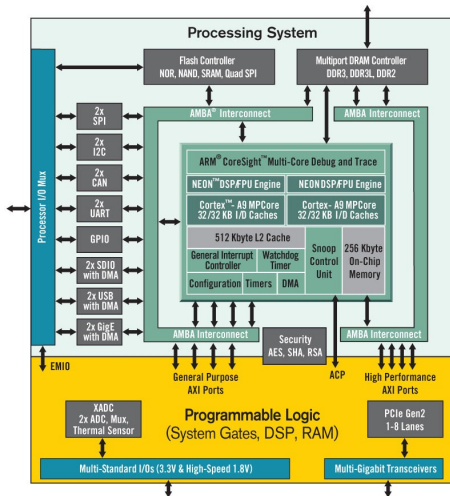 Processing System
Flash Controller
NOR, NAND, SRAM, Quad SPI
Multiport DRAM Controller
DDR3, DDR3L, DDR2
Processor I/O Mux
2x
SPI
2x
I2C
2x
CAN
2x
UART
GPIO
2x SDIO
with DMA
2x USB
with DMA
2x GigE
with DMA
AMBA™ Interconnect
AMBA Interconnect
ARM® CoreSight™ Multi-Core Debug and Trace
NEON™ DSP/FPU Engine
NEON DSP/FPU Engine
Cortex™- A9 MPCore
32/32 KB I/D Caches
Cortex- A9 MPCore
32/32 KB I/D Caches
512 Kbyte L2 Cache
General Interrupt
Controller
Watchdog
Timer
Configuration
Timers
DMA
Snoop
Control
Unit
256 Kbyte
On-Chip
Memory
AMBA Interconnect
AMBA Interconnect
Security
AES, SHA, RSA
EMIO
General Purpose
AXI Ports
ACP
High Performance
AXI Ports
Programmable Logic
(System Gates, DSP, RAM)
XADC
2x ADC, Mux,
Thermal Sensor
PCIe Gen2
1-8 Lanes
Multi-Standard I/Os (3.3V & High-Speed 1.8V)
Multi-Gigabit Transceivers